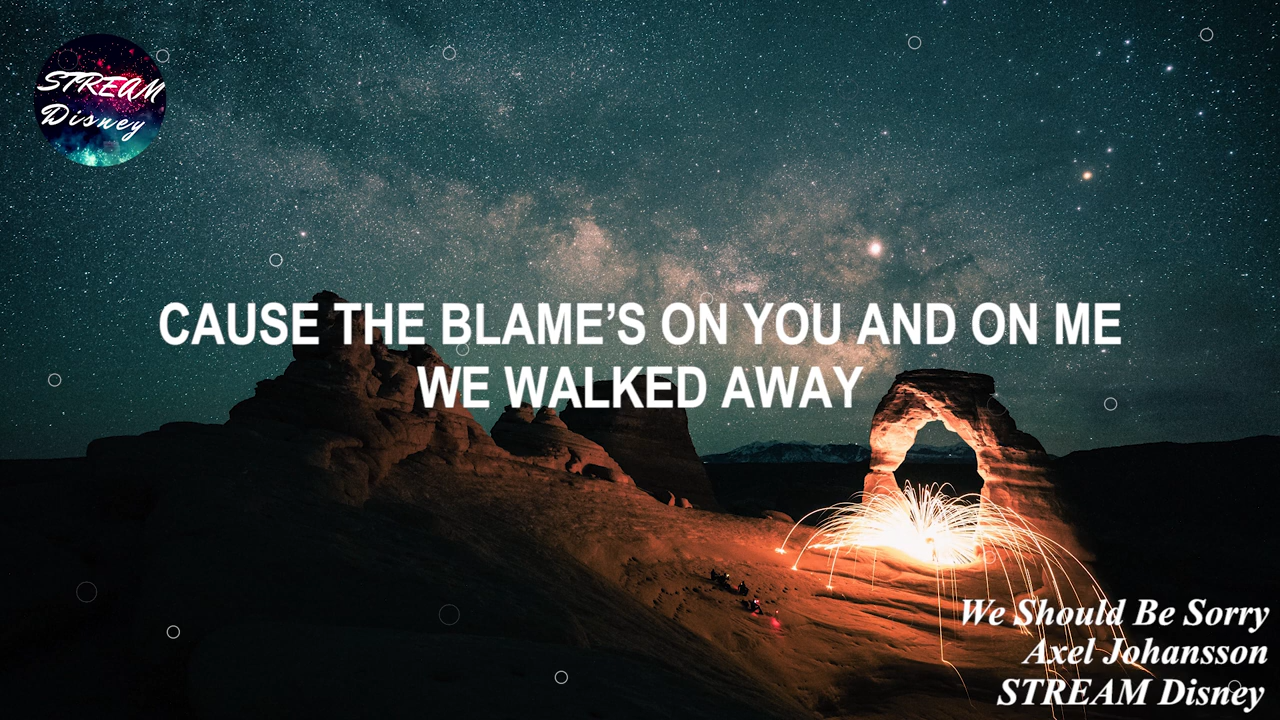 STREAM
Disney
CAUSE THE BLAME’S ON YOU AND ON ME
WE WALKED AWAY
We Should Be Sorry
Axel Johansson
STREAM Disney